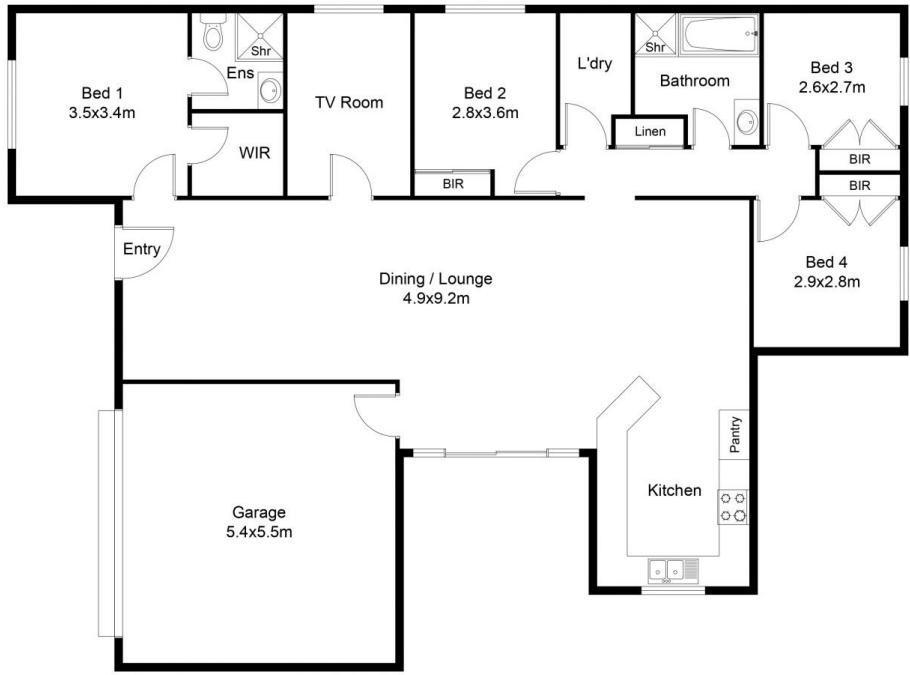 Bed 1
3.5x3.4m
Shr
Ens
WIR
TV Room
Bed 2
2.8x3.6m
BIR
L'dry
Shr
Bathroom
Linen
Bed 3
2.6x2.7m
BIR
BIR
Bed 4
2.9x2.8m
Entry
Dining / Lounge
4.9x9.2m
Pantry
Kitchen
Garage
5.4x5.5m